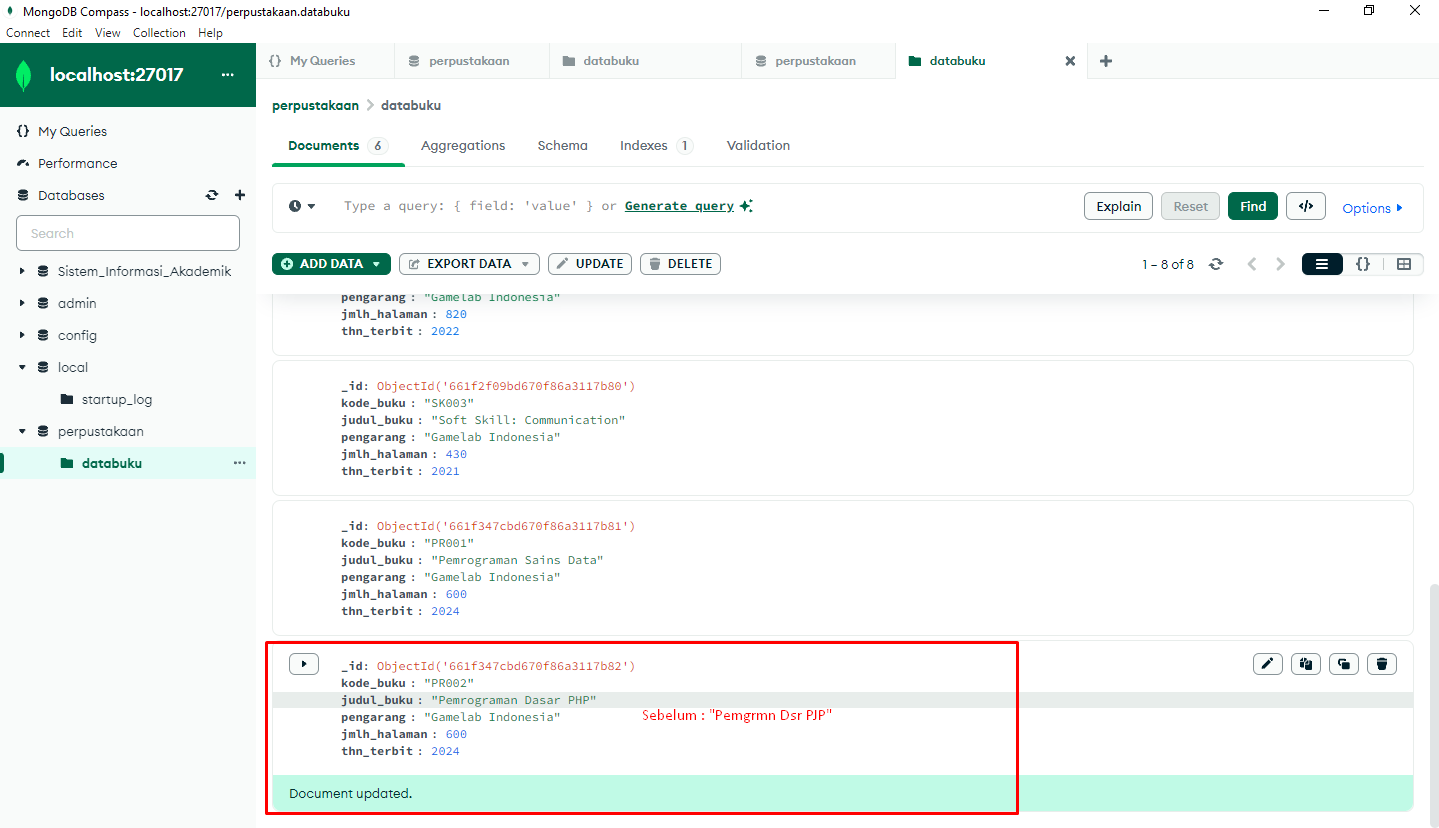 MongoDB Compass - localhost:27017/perpustakaan.databuku
Connect Edit View Collection Help
localhost:27017
My Queries
Performance
Databases
Search
Sistem_Informasi_Akademik
admin
config
local
startup_log
perpustakaan
databuku
My Queries perpustakaan databuku perpustakaan databuku
perpustakaan > databuku
Documents 6 Aggregations Schema Indexes 1 Validation
Type a query: { field: 'value' } or Generate query
Explain Reset Find </> Options
ADD DATA EXPORT DATA UPDATE DELETE
1 – 8 of 8
pengarang : "Gamelab Indonesia"
jmlh_halaman : 820
thn_terbit : 2022
_id: ObjectId('661f2f09bd670f86a3117b80')
kode_buku : "SK003"
judul_buku : "Soft Skill: Communication"
pengarang : "Gamelab Indonesia"
jmlh_halaman : 430
thn_terbit : 2021
_id: ObjectId('661f347cbd670f86a3117b81')
kode_buku : "PR001"
judul_buku : "Pemrograman Sains Data"
pengarang : "Gamelab Indonesia"
jmlh_halaman : 600
thn_terbit : 2024
_id: ObjectId('661f347cbd670f86a3117b82')
kode_buku : "PR002"
judul_buku : "Pemrograman Dasar PHP"
pengarang : "Gamelab Indonesia"
Sebelum : "Pemgrmn Dsr PJP"
jmlh_halaman : 600
thn_terbit : 2024
Document updated.